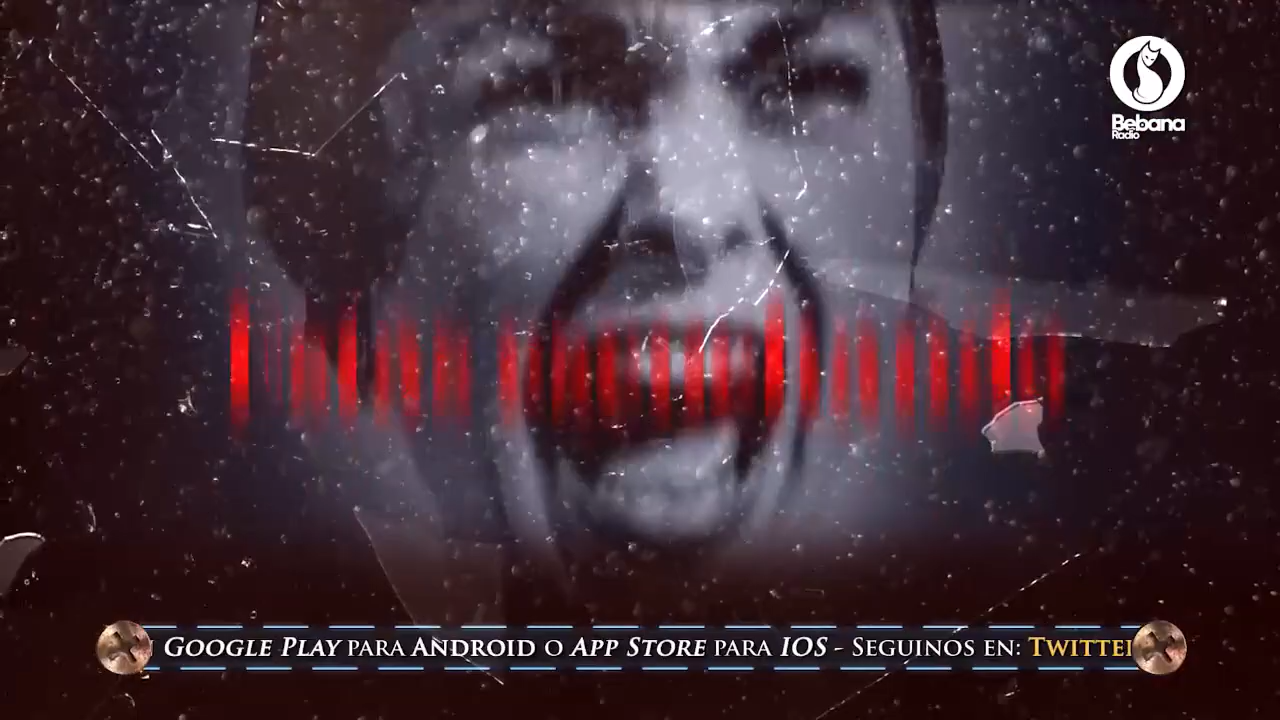 Bebana
Radio
GOOGLE PLAY PARA ANDROID O APP STORE PARA IOS - SEGUINOS EN: